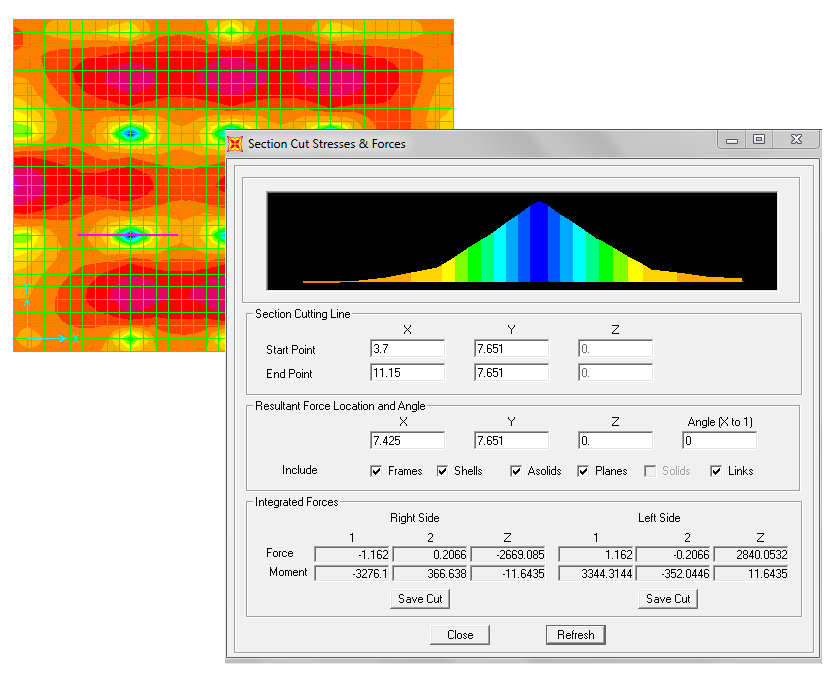 Section Cut Stresses & Forces
Section Cutting Line
X Y Z
Start Point 3.7 7.651 0.
End Point 11.15 7.651 0.
Resultant Force Location and Angle
X Y Z Angle (X to 1)
7.425 7.651 0. 0
Include Frames Shells Asolids Planes Solids Links
Integrated Forces
Right Side Left Side
1 2 Z 1 2 Z
Force -1.162 0.2066 -2669.085 1.162 -0.2066 2840.0532
Moment -3276.1 366.638 -11.6435 3344.3144 -352.0446 11.6435
Save Cut Save Cut
Close Refresh
Y
X